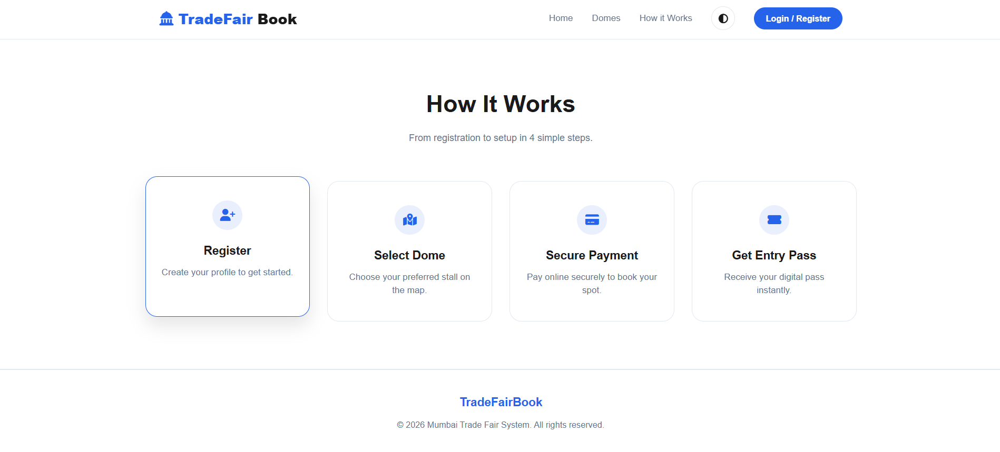 TradeFair Book
Home
Domes
How it Works
Login / Register
How It Works
From registration to setup in 4 simple steps.
Register
Create your profile to get started.
Select Dome
Choose your preferred stall on
the map.
Secure Payment
Pay online securely to book your
spot.
Get Entry Pass
Receive your digital pass
instantly.
TradeFairBook
© 2026 Mumbai Trade Fair System. All rights reserved.